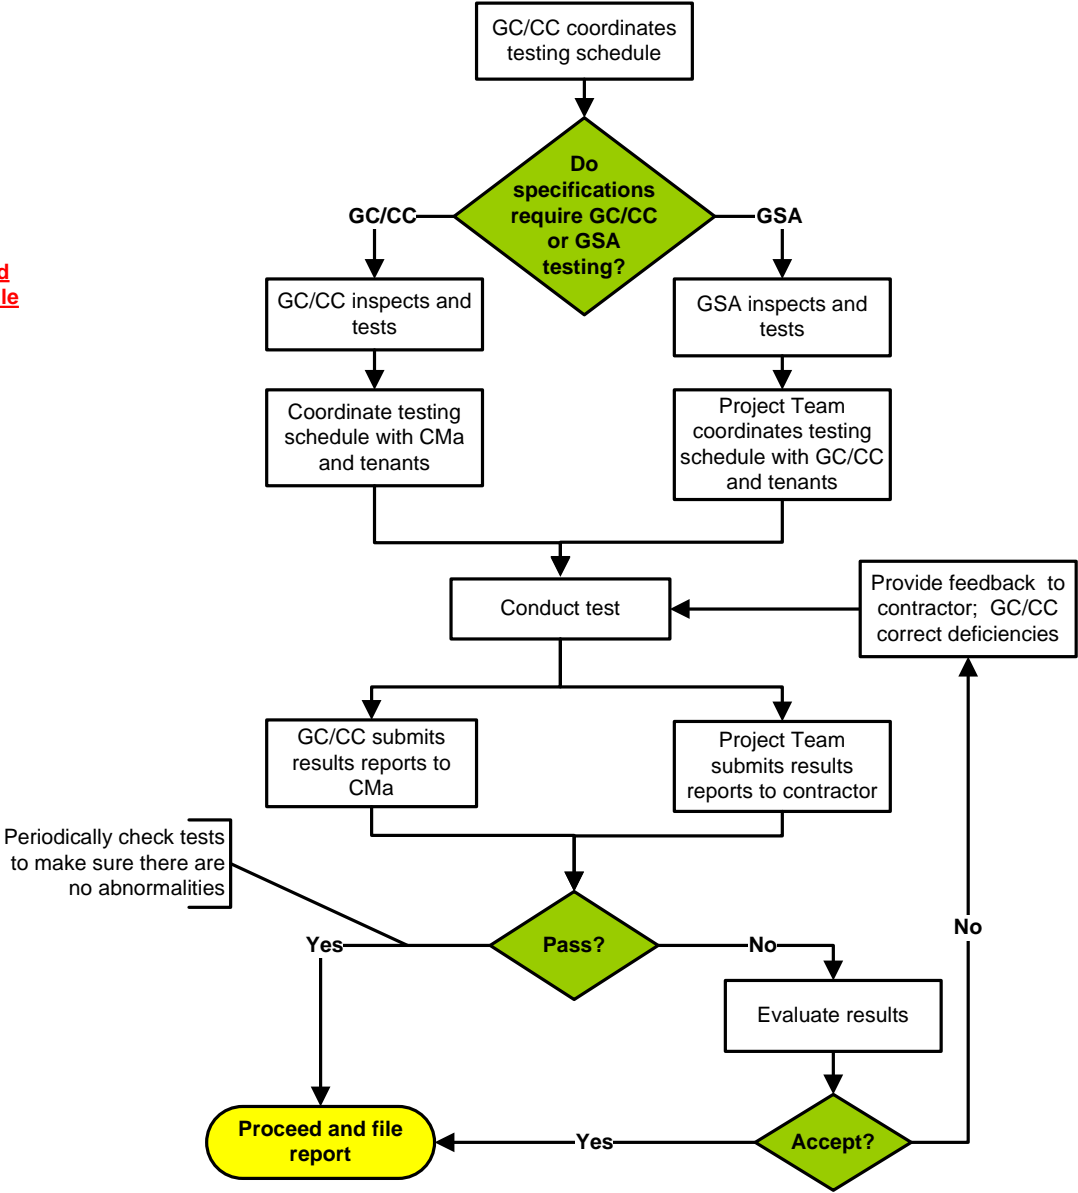 GC/CC coordinates
testing schedule
Do
specifications
require GC/CC
or GSA
testing?
GC/CC
GSA
d
le
GC/CC inspects and
tests
GSA inspects and
tests
Coordinate testing
schedule with CMa
and tenants
Project Team
coordinates testing
schedule with GC/CC
and tenants
Conduct test
Provide feedback to
contractor; GC/CC
correct deficiencies
GC/CC submits
results reports to
CMa
Project Team
submits results
reports to contractor
Periodically check tests
to make sure there are
no abnormalities
Yes
Pass?
No
No
Evaluate results
Proceed and file
report
Yes
Accept?